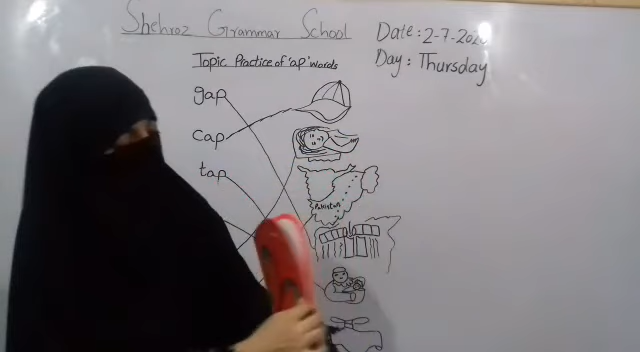 Shehroz Grammar School
Date: 2-7-2020
Day: Thursday
Topic Practice of 'ap' words
gap
cap
tap
Pakistan